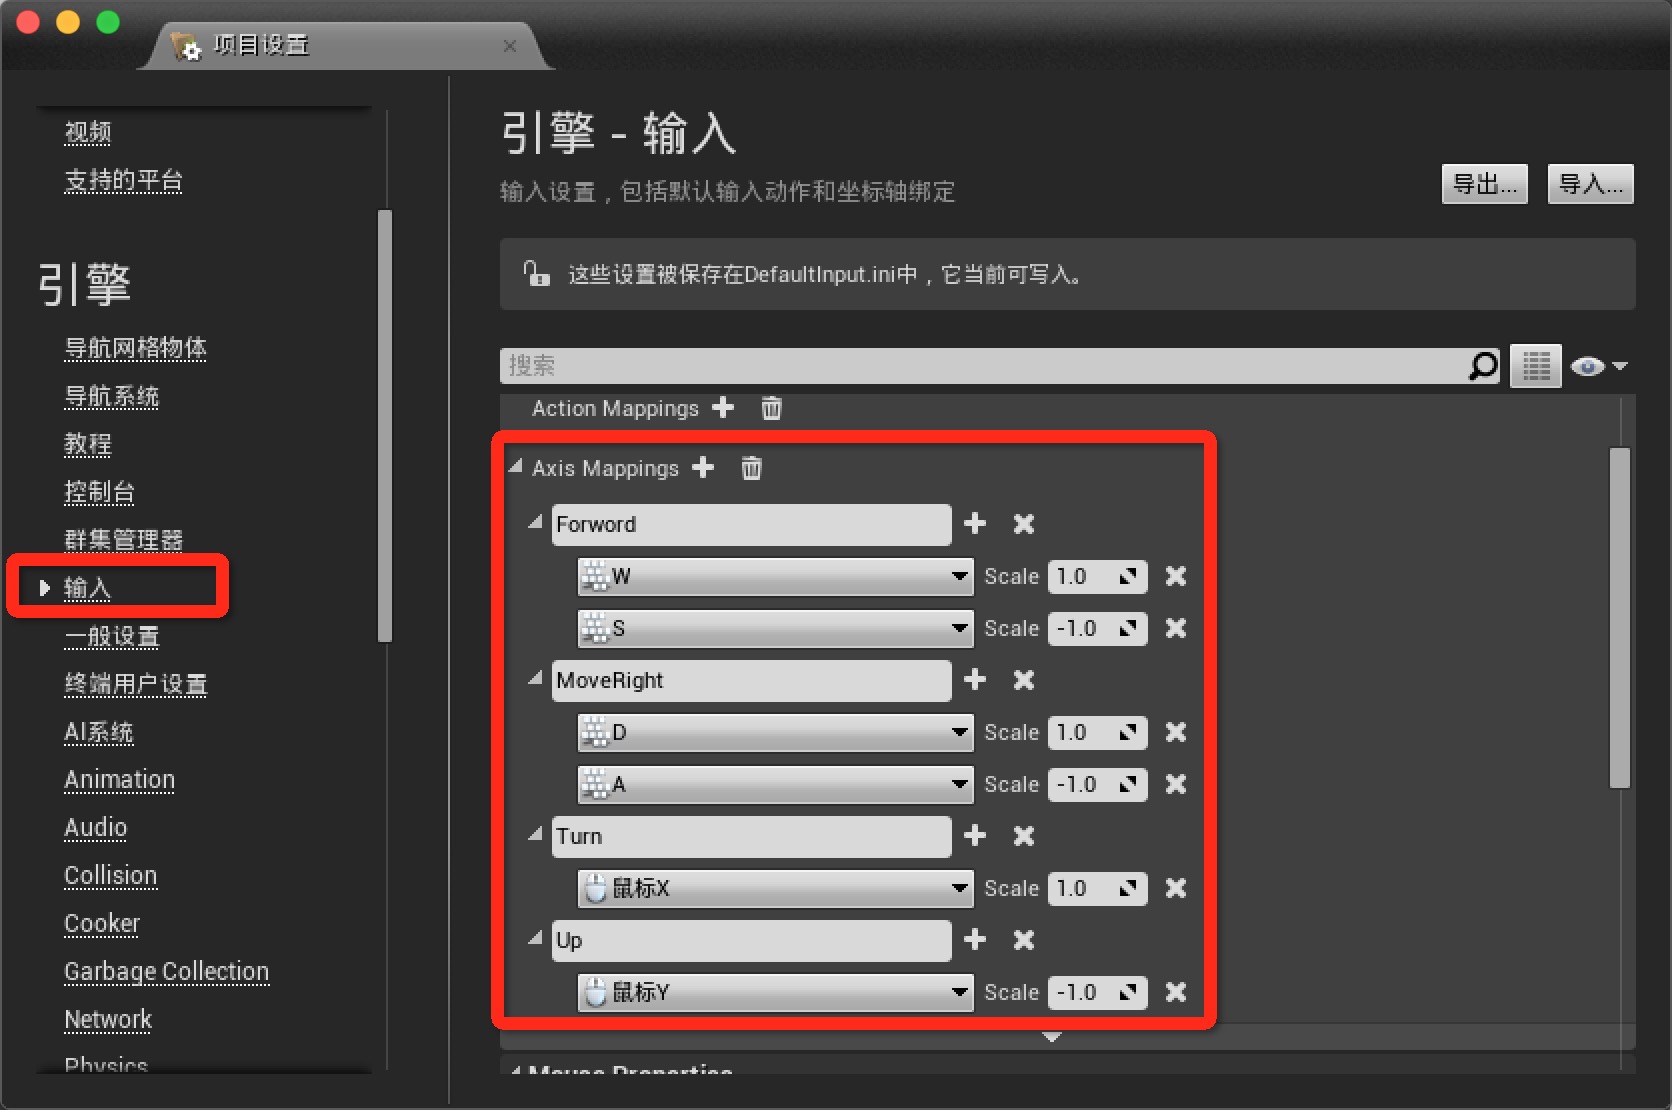 项目设置
视频
支持的平台
引擎
导航网格物体
导航系统
教程
控制台
群集管理器
输入
一般设置
终端用户设置
AI系统
Animation
Audio
Collision
Cooker
Garbage Collection
Network
Physics
引擎 - 输入
输入设置，包括默认输入动作和坐标轴绑定
导出...
导入...
这些设置被保存在DefaultInput.ini中，它当前可写入。
搜索
Action Mappings
Axis Mappings
Forword
W Scale 1.0
S Scale -1.0
MoveRight
D Scale 1.0
A Scale -1.0
Turn
鼠标X Scale 1.0
Up
鼠标Y Scale -1.0
Mouse Properties